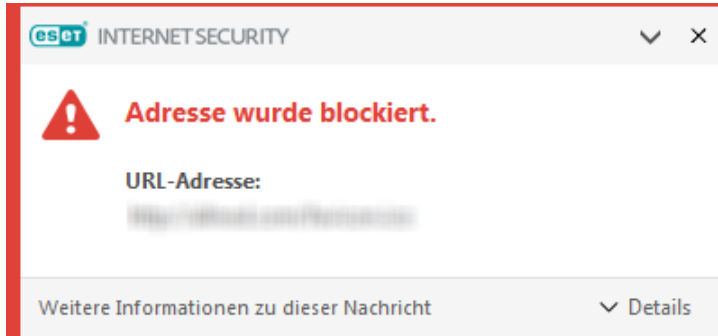 eset INTERNET SECURITY
Adresse wurde blockiert.
URL-Adresse:
Weitere Informationen zu dieser Nachricht
Details